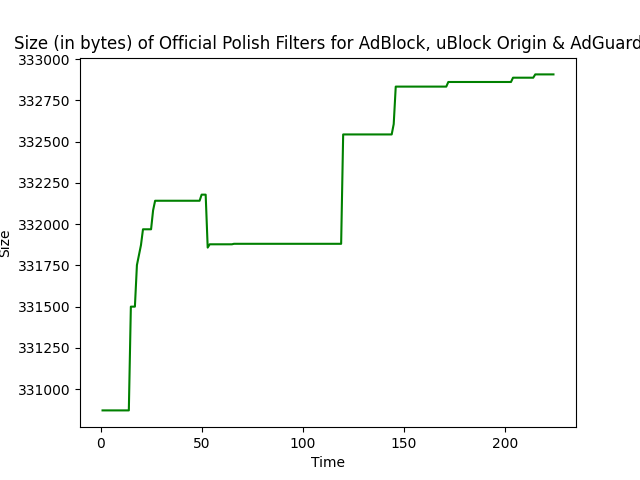 Size (in bytes) of Official Polish Filters for AdBlock, uBlock Origin & AdGuard
333000
332750
332500
332250
332000
331750
331500
331250
331000
Size
0 50 100 150 200
Time